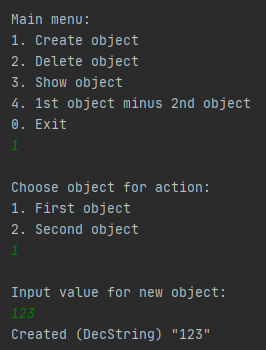 Main menu:
1. Create object
2. Delete object
3. Show object
4. 1st object minus 2nd object
0. Exit
1
Choose object for action:
1. First object
2. Second object
1
Input value for new object:
123
Created (DecString) "123"